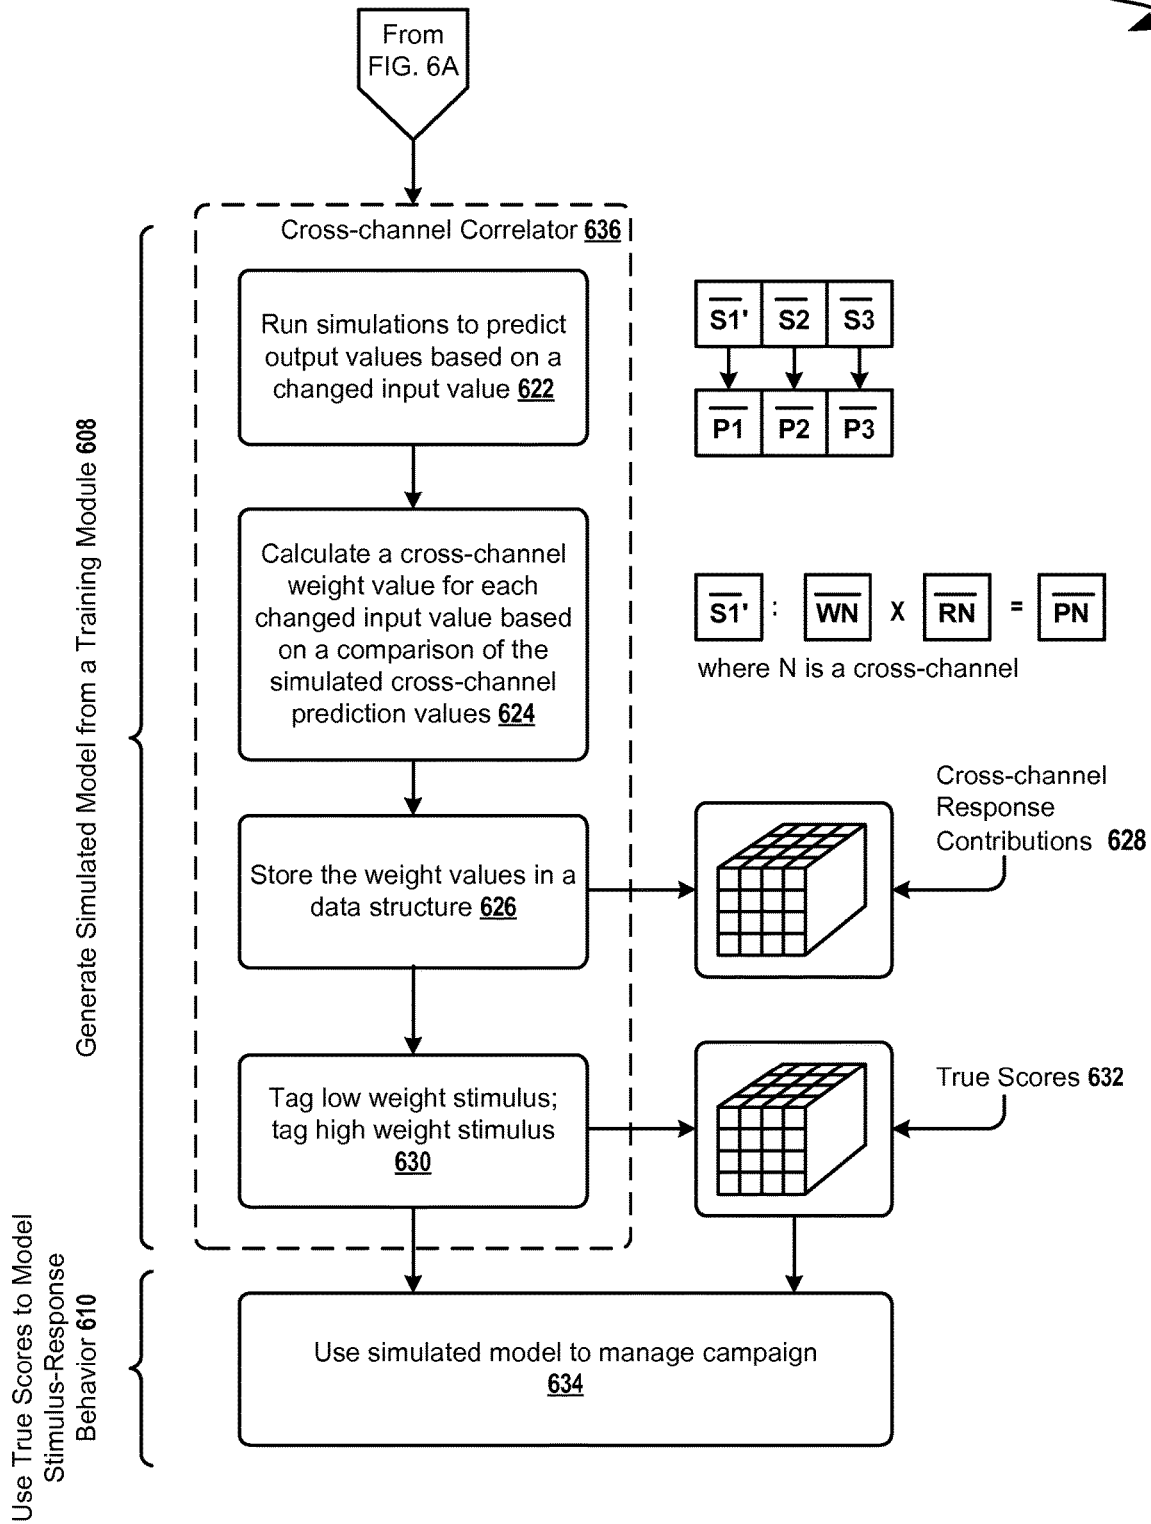 From
FIG. 6A
Cross-channel Correlator 636
Run simulations to predict
output values based on a
changed input value 622
S1' S2 S3
P1 P2 P3
Calculate a cross-channel
weight value for each
changed input value based
on a comparison of the
simulated cross-channel
prediction values 624
S1' : WN X RN = PN
where N is a cross-channel
Store the weight values in a
data structure 626
Cross-channel
Response
Contributions 628
Tag low weight stimulus;
tag high weight stimulus
630
True Scores 632
Use simulated model to manage campaign
634
Generate Simulated Model from a Training Module 608
Use True Scores to Model
Stimulus-Response
Behavior 610